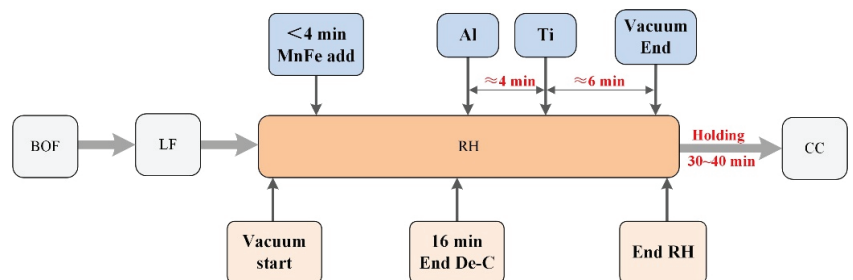 <4 min
MnFe add
Al
Ti
Vacuum
End
≈4 min
≈6 min
BOF
LF
RH
Holding
30~40 min
CC
Vacuum
start
16 min
End De-C
End RH